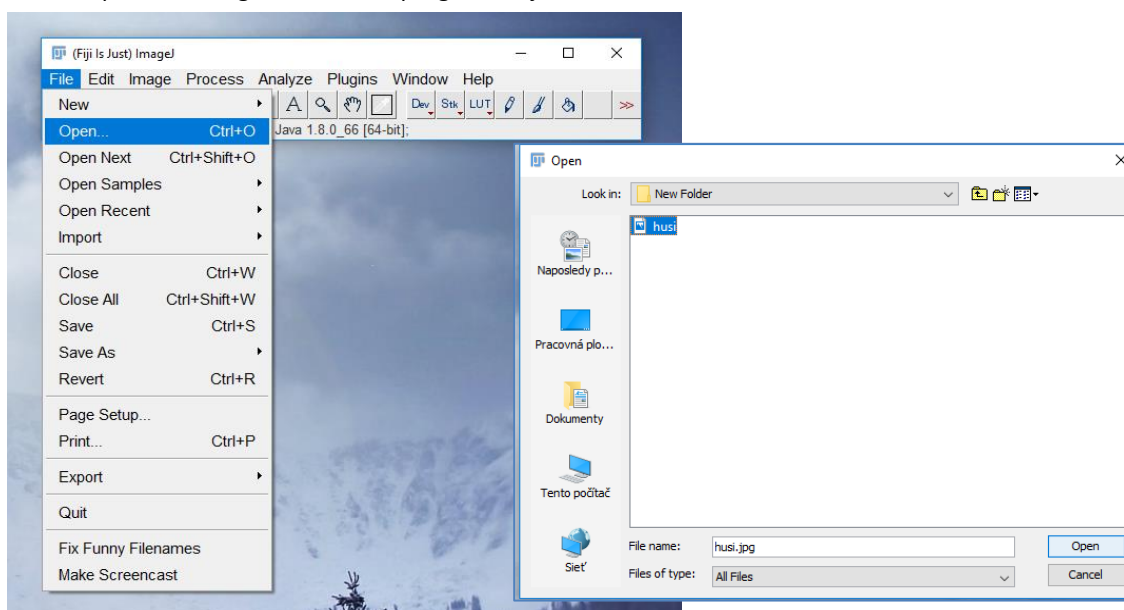 (Fiji Is Just) ImageJ
File Edit Image Process Analyze Plugins Window Help
A Dev Stk LUT >>
Java 1.8.0_66 [64-bit];
New
Open... Ctrl+O
Open Next Ctrl+Shift+O
Open Samples
Open Recent
Import
Close Ctrl+W
Close All Ctrl+Shift+W
Save Ctrl+S
Save As
Revert Ctrl+R
Page Setup...
Print... Ctrl+P
Export
Quit
Fix Funny Filenames
Make Screencast
Open
Look in: New Folder
husi
Naposledy p...
Pracovná plo...
Dokumenty
Tento počítač
Sieť
File name: husi.jpg Open
Files of type: All Files Cancel